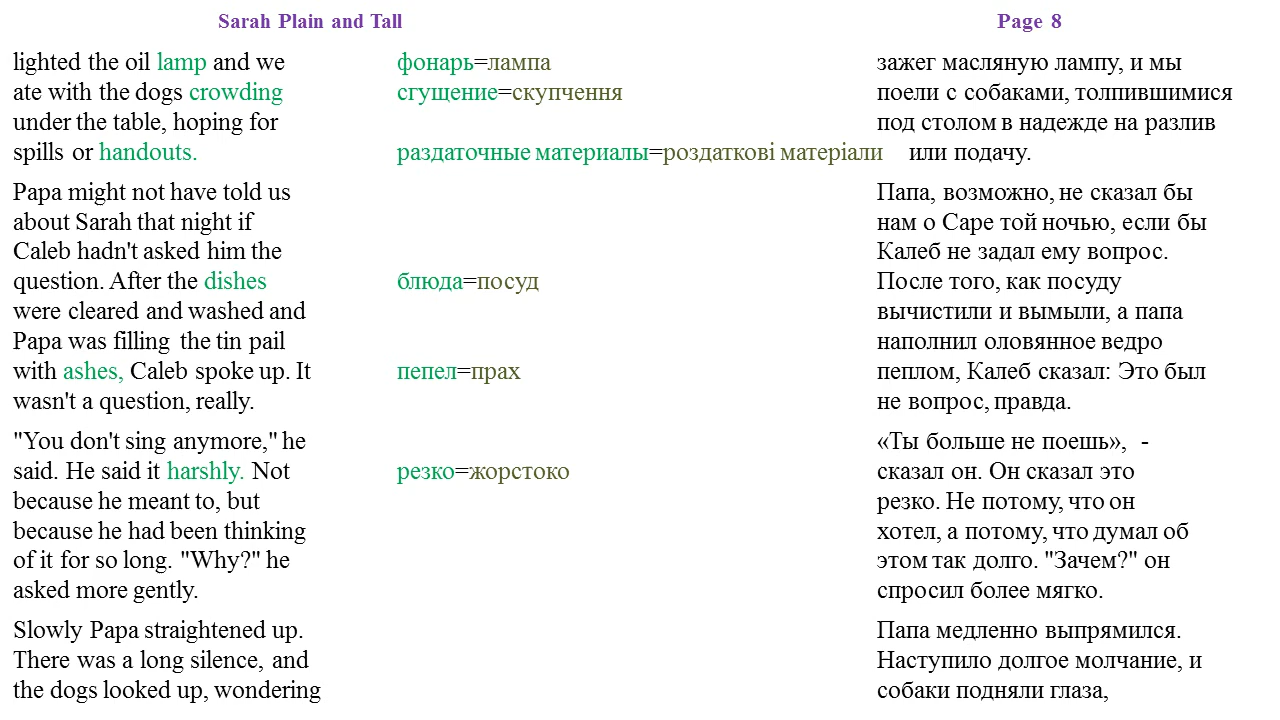 Sarah Plain and Tall
Page 8
lighted the oil lamp and we
ate with the dogs crowding
under the table, hoping for
spills or handouts.
Papa might not have told us
about Sarah that night if
Caleb hadn't asked him the
question. After the dishes
were cleared and washed and
Papa was filling the tin pail
with ashes, Caleb spoke up. It
wasn't a question, really.
"You don't sing anymore," he
said. He said it harshly. Not
because he meant to, but
because he had been thinking
of it for so long. "Why?" he
asked more gently.
Slowly Papa straightened up.
There was a long silence, and
the dogs looked up, wondering
фонарь=лампа
сгущение=скупчення
раздаточные материалы=роздаткові матеріали
блюда=посуд
пепел=прах
резко=жорстоко
зажег масляную лампу, и мы
поели с собаками, толпившимися
под столом в надежде на разлив
или подачу.
Папа, возможно, не сказал бы
нам о Саре той ночью, если бы
Калеб не задал ему вопрос.
После того, как посуду
вычистили и вымыли, а папа
наполнил оловянное ведро
пеплом, Калеб сказал: Это был
не вопрос, правда.
«Ты больше не поешь», -
сказал он. Он сказал это
резко. Не потому, что он
хотел, а потому, что думал об
этом так долго. "Зачем?" он
спросил более мягко.
Папа медленно выпрямился.
Наступило долгое молчание, и
собаки подняли глаза,